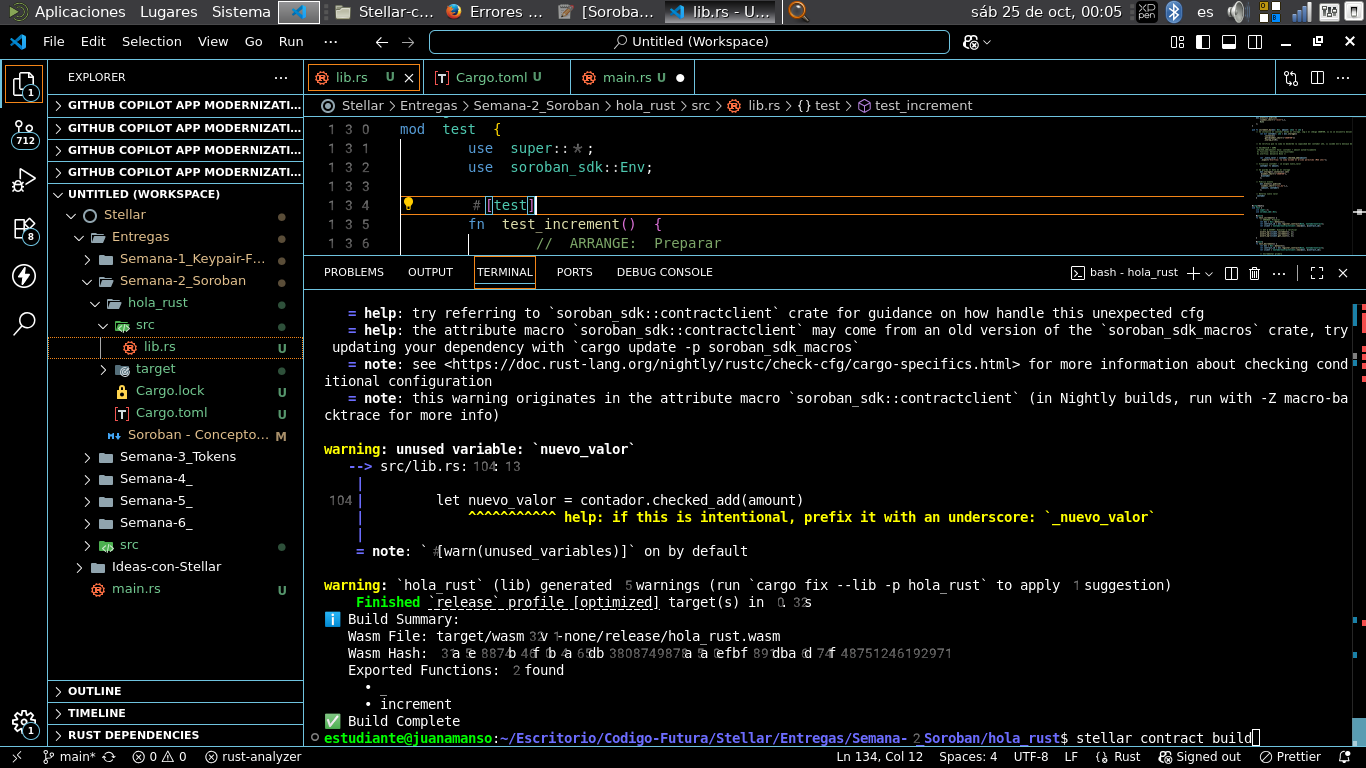 Aplicaciones Lugares Sistema Stellar-c... Errores ... [Soroba... lib.rs - U... sáb 25 de oct, 00:05 es
File Edit Selection View Go Run ··· Untitled (Workspace)
EXPLORER ···
lib.rs U × Cargo.toml U main.rs U ●
GITHUB COPILOT APP MODERNIZATI...
GITHUB COPILOT APP MODERNIZATI...
GITHUB COPILOT APP MODERNIZATI...
GITHUB COPILOT APP MODERNIZATI...
UNTITLED (WORKSPACE)
Stellar
Entregas
Semana-1_Keypair-F...
Semana-2_Soroban
hola_rust
src
lib.rs U
target
Cargo.lock U
Cargo.toml U
Soroban - Concepto... M
Semana-3_Tokens
Semana-4_
Semana-5_
Semana-6_
src
Ideas-con-Stellar
main.rs U
OUTLINE
TIMELINE
RUST DEPENDENCIES
1
712
8
1
Stellar > Entregas > Semana-2_Soroban > hola_rust > src > lib.rs > {} test > test_increment
130 mod test {
131 use super::*;
132 use soroban_sdk::Env;
133
134 #[test]
135 fn test_increment() {
136 // ARRANGE: Preparar
PROBLEMS OUTPUT TERMINAL PORTS DEBUG CONSOLE bash - hola_rust
= help: try referring to `soroban_sdk::contractclient` crate for guidance on how handle this unexpected cfg
= help: the attribute macro `soroban_sdk::contractclient` may come from an old version of the `soroban_sdk_macros` crate, try
updating your dependency with `cargo update -p soroban_sdk_macros`
= note: see <https://doc.rust-lang.org/nightly/rustc/check-cfg/cargo-specifics.html> for more information about checking cond
itional configuration
= note: this warning originates in the attribute macro `soroban_sdk::contractclient` (in Nightly builds, run with -Z macro-ba
cktrace for more info)
warning: unused variable: `nuevo_valor`
--> src/lib.rs:104:13
|
104 | let nuevo_valor = contador.checked_add(amount)
| ^^^^^^^^^^^ help: if this is intentional, prefix it with an underscore: `_nuevo_valor`
|
= note: `#[warn(unused_variables)]` on by default
warning: `hola_rust` (lib) generated 5 warnings (run `cargo fix --lib -p hola_rust` to apply 1 suggestion)
Finished `release` profile [optimized] target(s) in 0.32s
Build Summary:
Wasm File: target/wasm32v1-none/release/hola_rust.wasm
Wasm Hash:
Exported Functions: 2 found
• _
• increment
Build Complete
estudiante@juanamanso:~/Escritorio/Codigo-Futura/Stellar/Entregas/Semana-2_Soroban/hola_rust$ stellar contract build
main* 0 0 rust-analyzer Ln 134, Col 12 Spaces: 4 UTF-8 LF {} Rust Signed out Prettier